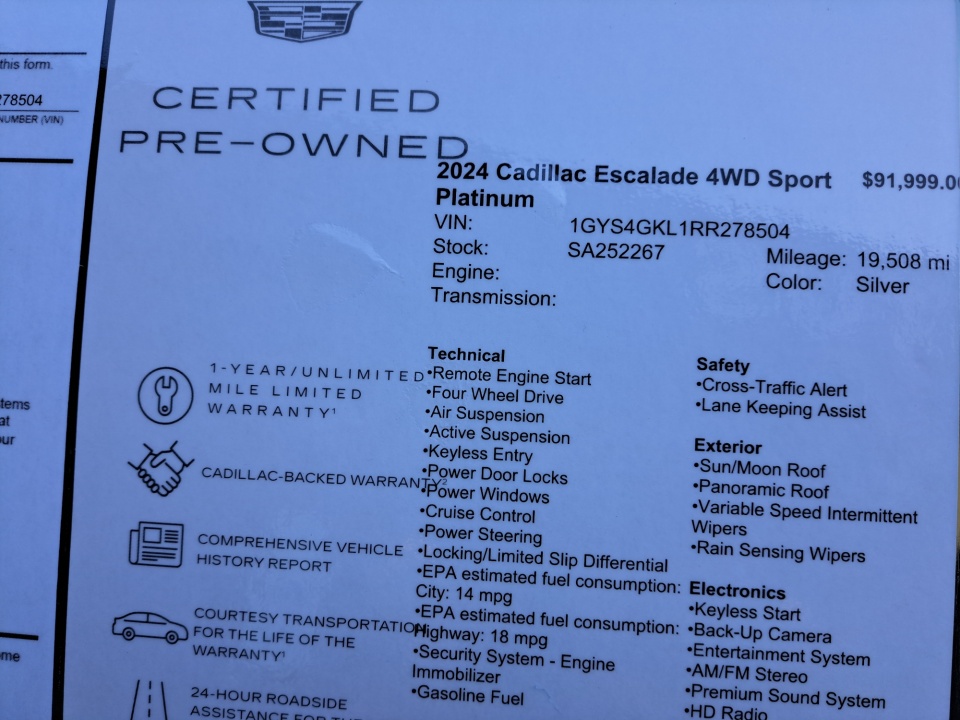 this form.
278504
NUMBER (VIN)
tems
at
our
ome
CERTIFIED
PRE-OWNED
2024 Cadillac Escalade 4WD Sport $91,999.00
Platinum
VIN: 1GYS4GKL1RR278504
Stock: SA252267 Mileage: 19,508 mi
Engine: Color: Silver
Transmission:
1-YEAR/UNLIMITED
MILE LIMITED
WARRANTY¹
CADILLAC-BACKED WARRANTY²
COMPREHENSIVE VEHICLE
HISTORY REPORT
COURTESY TRANSPORTATION
FOR THE LIFE OF THE
WARRANTY¹
24-HOUR ROADSIDE
ASSISTANCE FOR THE
Technical
•Remote Engine Start
•Four Wheel Drive
•Air Suspension
•Active Suspension
•Keyless Entry
•Power Door Locks
•Power Windows
•Cruise Control
•Power Steering
•Locking/Limited Slip Differential
•EPA estimated fuel consumption:
City: 14 mpg
•EPA estimated fuel consumption:
Highway: 18 mpg
•Security System - Engine
Immobilizer
•Gasoline Fuel
Safety
•Cross-Traffic Alert
•Lane Keeping Assist
Exterior
•Sun/Moon Roof
•Panoramic Roof
•Variable Speed Intermittent
Wipers
•Rain Sensing Wipers
Electronics
•Keyless Start
•Back-Up Camera
•Entertainment System
•AM/FM Stereo
•Premium Sound System
•HD Radio